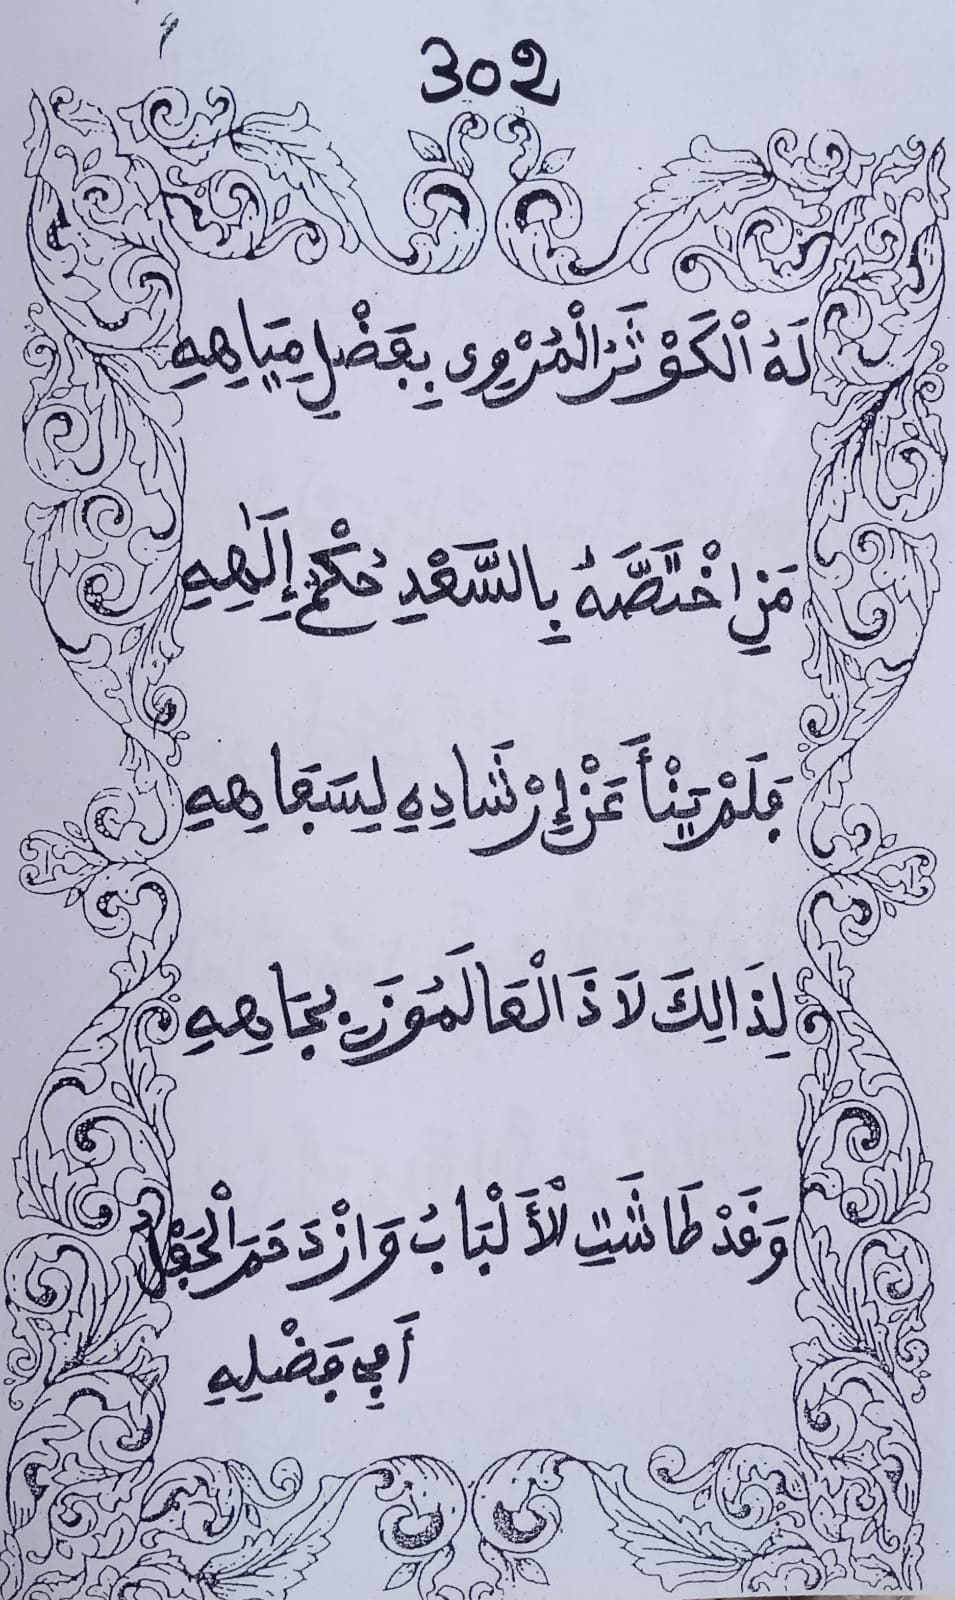 302
لَهُ الْكَوْثَرُ الْمُرْوِى بِفَضْلِ مِيَاهِهِ
مَنِ اخْتَصَّهُ بِالسَّعْدِ حُكْمُ إِلَٰهِهِ
فَلَمْ يَنْأَ عَنْ إِرْشَادِهِ لِسَفَاهِهِ
لِذَالِكَ لَاذَ الْعَالَمُونَ بِجَاهِهِ
وَقَدْ طَاشَتِ الْأَلْبَابُ وَازْدَحَمَ الْحَفْلُ
أَفِي فَضْلِهِ